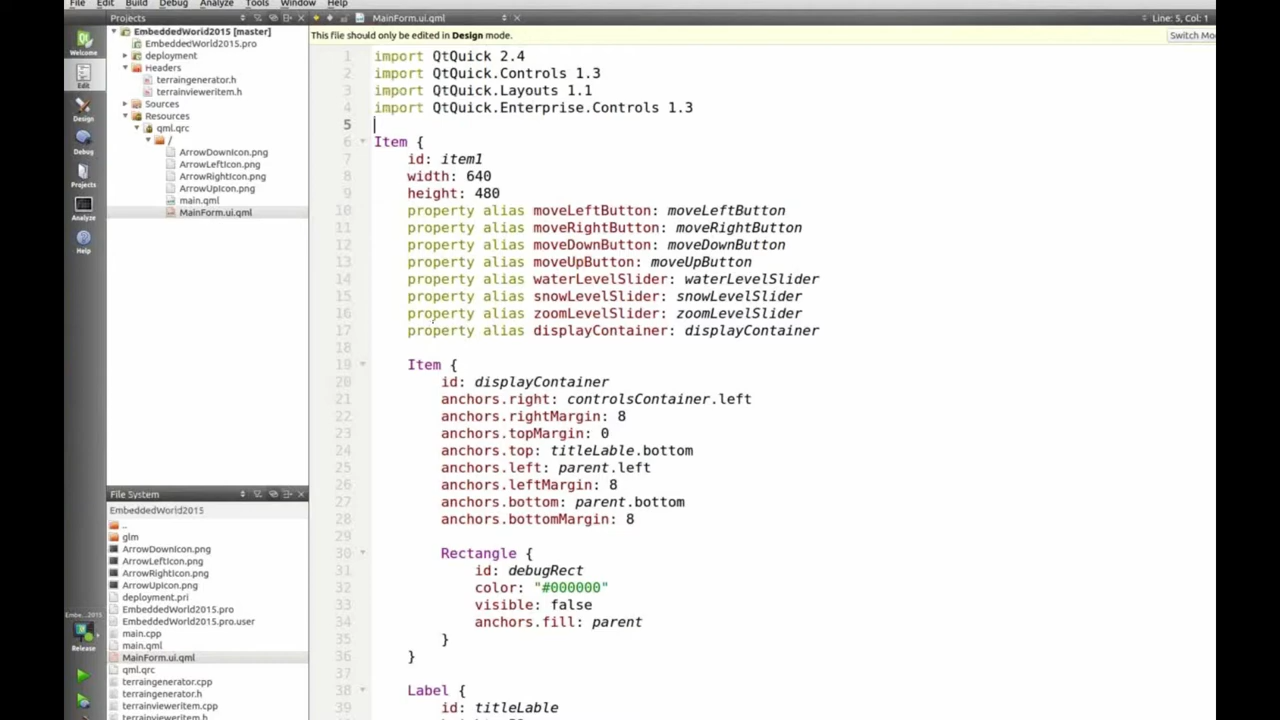 File Edit Build Debug Analyze Tools Window Help
Projects
MainForm.ui.qml
Line: 5, Col: 1
This file should only be edited in Design mode.
Switch Mo
Welcome
Edit
Design
Debug
Projects
Analyze
Help
EmbeddedWorld2015 [master]
EmbeddedWorld2015.pro
deployment
Headers
terraingenerator.h
terrainvieweritem.h
Sources
Resources
qml.qrc
/
ArrowDownIcon.png
ArrowLeftIcon.png
ArrowRightIcon.png
ArrowUpIcon.png
main.qml
MainForm.ui.qml
File System
EmbeddedWorld2015
..
glm
ArrowDownIcon.png
ArrowLeftIcon.png
ArrowRightIcon.png
ArrowUpIcon.png
deployment.pri
EmbeddedWorld2015.pro
EmbeddedWorld2015.pro.user
main.cpp
main.qml
MainForm.ui.qml
qml.qrc
terraingenerator.cpp
terraingenerator.h
terrainvieweritem.cpp
terrainvieweritem.h
Embe...2015
Release
1 import QtQuick 2.4
2 import QtQuick.Controls 1.3
3 import QtQuick.Layouts 1.1
4 import QtQuick.Enterprise.Controls 1.3
5
6 Item {
7 id: item1
8 width: 640
9 height: 480
10 property alias moveLeftButton: moveLeftButton
11 property alias moveRightButton: moveRightButton
12 property alias moveDownButton: moveDownButton
13 property alias moveUpButton: moveUpButton
14 property alias waterLevelSlider: waterLevelSlider
15 property alias snowLevelSlider: snowLevelSlider
16 property alias zoomLevelSlider: zoomLevelSlider
17 property alias displayContainer: displayContainer
18
19 Item {
20 id: displayContainer
21 anchors.right: controlsContainer.left
22 anchors.rightMargin: 8
23 anchors.topMargin: 0
24 anchors.top: titleLable.bottom
25 anchors.left: parent.left
26 anchors.leftMargin: 8
27 anchors.bottom: parent.bottom
28 anchors.bottomMargin: 8
29
30 Rectangle {
31 id: debugRect
32 color: "#000000"
33 visible: false
34 anchors.fill: parent
35 }
36 }
37
38 Label {
39 id: titleLable